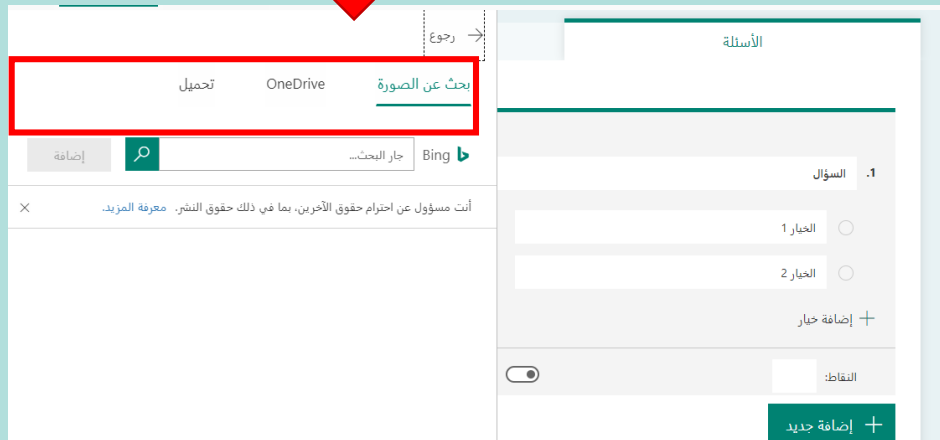 الأسئلة
1. السؤال
الخيار 1
الخيار 2
إضافة خيار
النقاط:
إضافة جديد
رجوع
بحث عن الصورة OneDrive تحميل
Bing جار البحث... إضافة
أنت مسؤول عن احترام حقوق الآخرين، بما في ذلك حقوق النشر. معرفة المزيد.